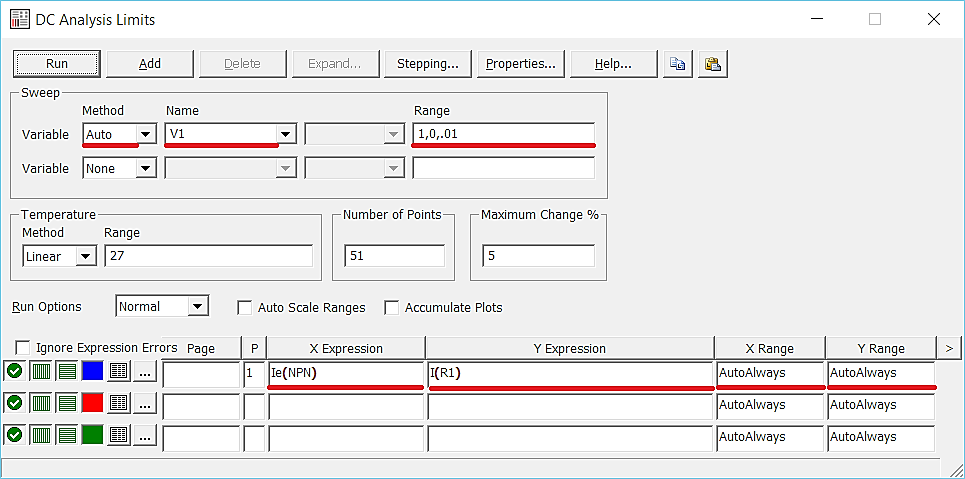 DC Analysis Limits
Run Add Delete Expand... Stepping... Properties... Help...
Sweep
Method Name Range
Variable Auto V1 1,0,.01
Variable None
Temperature Number of Points Maximum Change %
Method Range
Linear 27 51 5
Run Options Normal Auto Scale Ranges Accumulate Plots
Ignore Expression Errors Page P X Expression Y Expression X Range Y Range >
... 1 Ie(NPN) I(R1) AutoAlways AutoAlways
... AutoAlways AutoAlways
... AutoAlways AutoAlways